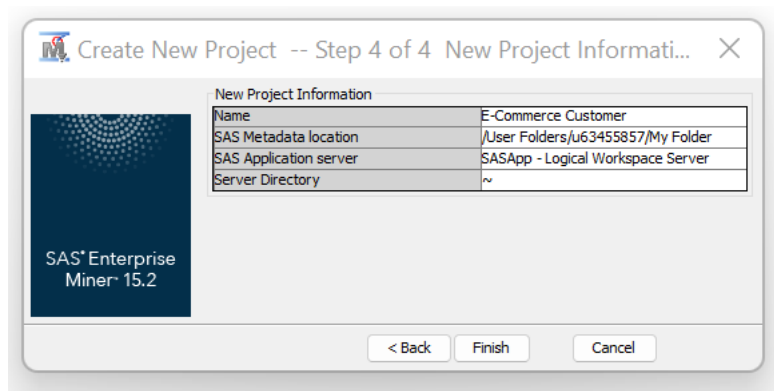 Create New Project -- Step 4 of 4 New Project Informati...
New Project Information
Name E-Commerce Customer
SAS Metadata location /User Folders/u63455857/My Folder
SAS Application server SASApp - Logical Workspace Server
Server Directory ~
SAS® Enterprise
Miner™ 15.2
< Back Finish Cancel